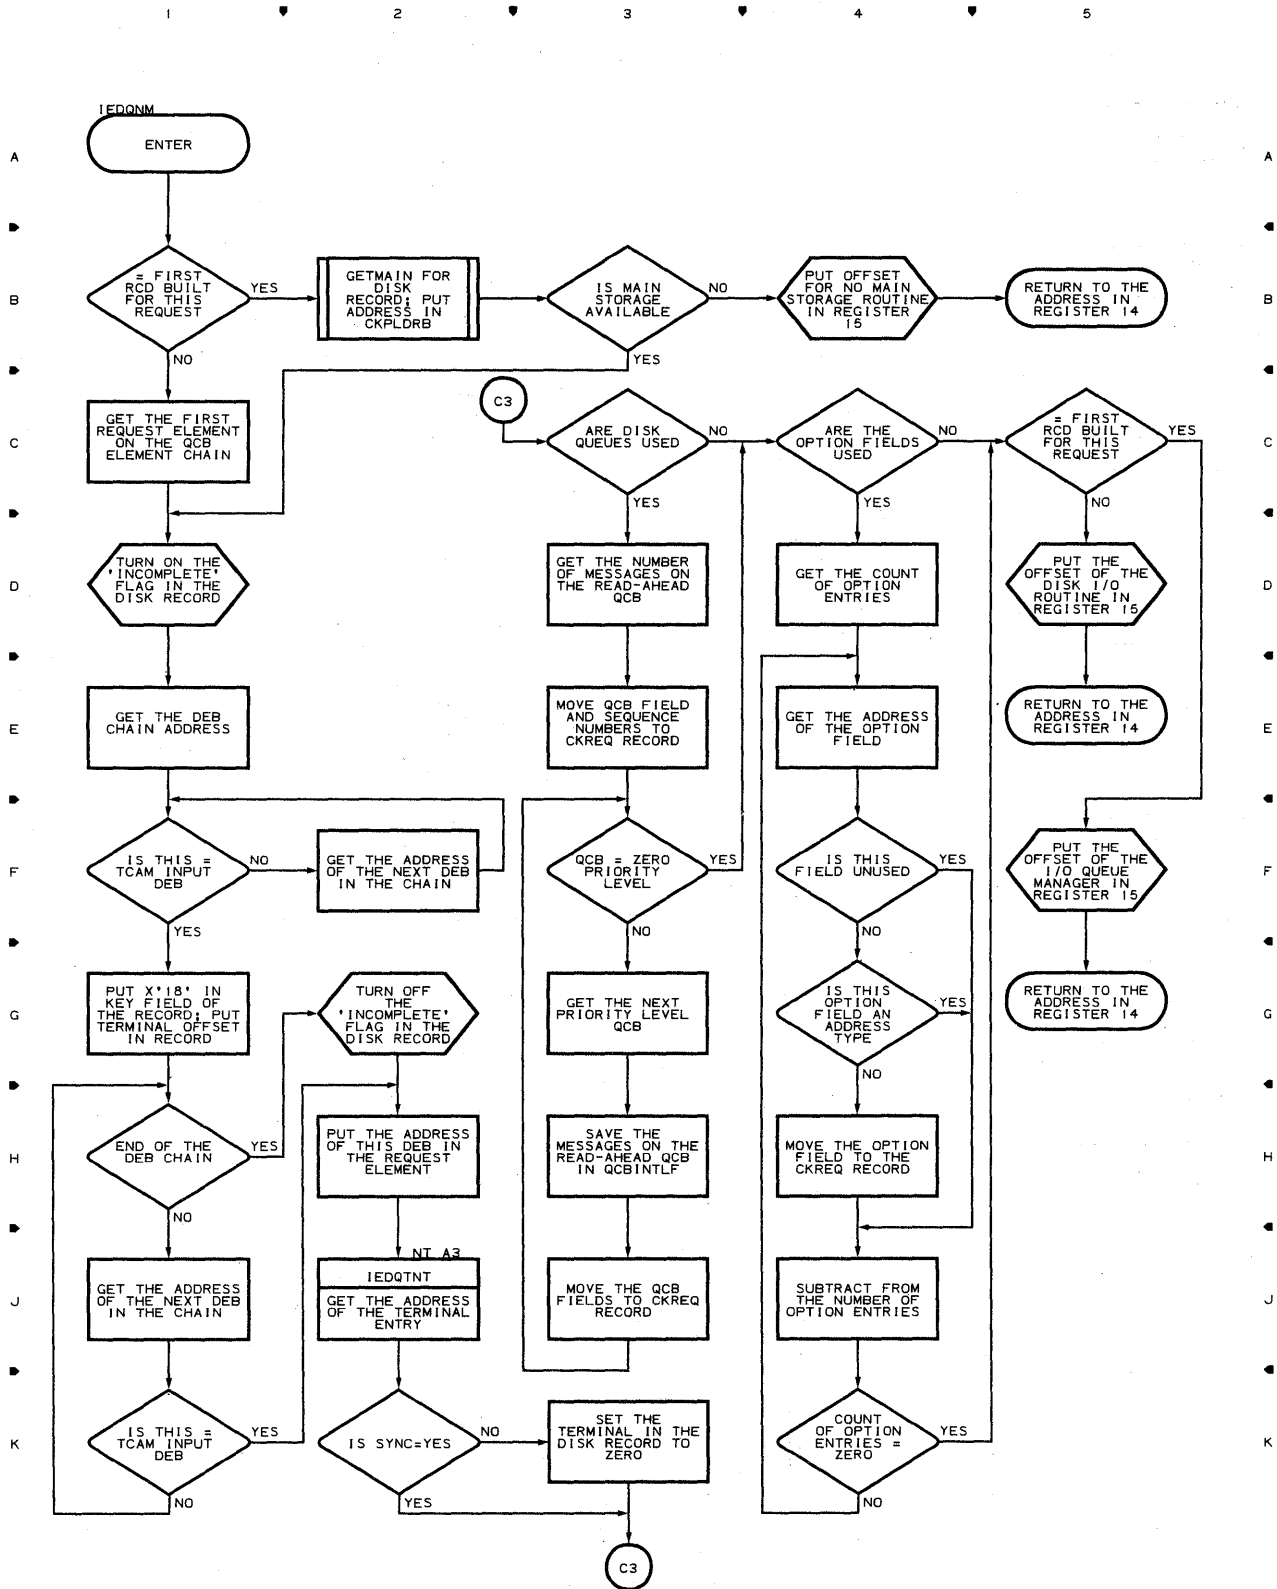 1 2 3 4 5
IEDQNM
ENTER
A A
= FIRST
RCD BUILT
FOR THIS
REQUEST
YES
NO
GETMAIN FOR
DISK
RECORD; PUT
ADDRESS IN
CKPLDRB
IS MAIN
STORAGE
AVAILABLE
NO
YES
PUT OFFSET
FOR NO MAIN
STORAGE ROUTINE
IN REGISTER
15
RETURN TO THE
ADDRESS IN
REGISTER 14
B B
GET THE FIRST
REQUEST ELEMENT
ON THE QCB
ELEMENT CHAIN
C3
ARE DISK
QUEUES USED
NO
YES
ARE THE
OPTION FIELDS
USED
NO
YES
= FIRST
RCD BUILT
FOR THIS
REQUEST
YES
NO
C C
TURN ON THE
'INCOMPLETE'
FLAG IN THE
DISK RECORD
GET THE NUMBER
OF MESSAGES ON
THE READ-AHEAD
QCB
GET THE COUNT
OF OPTION
ENTRIES
PUT THE
OFFSET OF THE
DISK I/O
ROUTINE IN
REGISTER 15
D D
GET THE DEB
CHAIN ADDRESS
MOVE QCB FIELD
AND SEQUENCE
NUMBERS TO
CKREQ RECORD
GET THE ADDRESS
OF THE OPTION
FIELD
RETURN TO THE
ADDRESS IN
REGISTER 14
E E
IS THIS =
TCAM INPUT
DEB
NO
YES
GET THE ADDRESS
OF THE NEXT DEB
IN THE CHAIN
QCB = ZERO
PRIORITY
LEVEL
YES
NO
IS THIS
FIELD UNUSED
YES
NO
PUT THE
OFFSET OF THE
I/O QUEUE
MANAGER IN
REGISTER 15
F F
PUT X'18' IN
KEY FIELD OF
THE RECORD; PUT
TERMINAL OFFSET
IN RECORD
TURN OFF
THE
'INCOMPLETE'
FLAG IN THE
DISK RECORD
GET THE NEXT
PRIORITY LEVEL
QCB
IS THIS
OPTION
FIELD AN
ADDRESS
TYPE
YES
NO
RETURN TO THE
ADDRESS IN
REGISTER 14
G G
END OF THE
DEB CHAIN
YES
NO
PUT THE ADDRESS
OF THIS DEB IN
THE REQUEST
ELEMENT
SAVE THE
MESSAGES ON THE
READ-AHEAD QCB
IN QCBINTLF
MOVE THE OPTION
FIELD TO THE
CKREQ RECORD
H H
GET THE ADDRESS
OF THE NEXT DEB
IN THE CHAIN
NT A3
IEDQTNT
GET THE ADDRESS
OF THE TERMINAL
ENTRY
MOVE THE QCB
FIELDS TO CKREQ
RECORD
SUBTRACT FROM
THE NUMBER OF
OPTION ENTRIES
J J
IS THIS =
TCAM INPUT
DEB
YES
NO
IS SYNC=YES
NO
YES
SET THE
TERMINAL IN THE
DISK RECORD TO
ZERO
COUNT
OF OPTION
ENTRIES =
ZERO
YES
NO
K K
C3